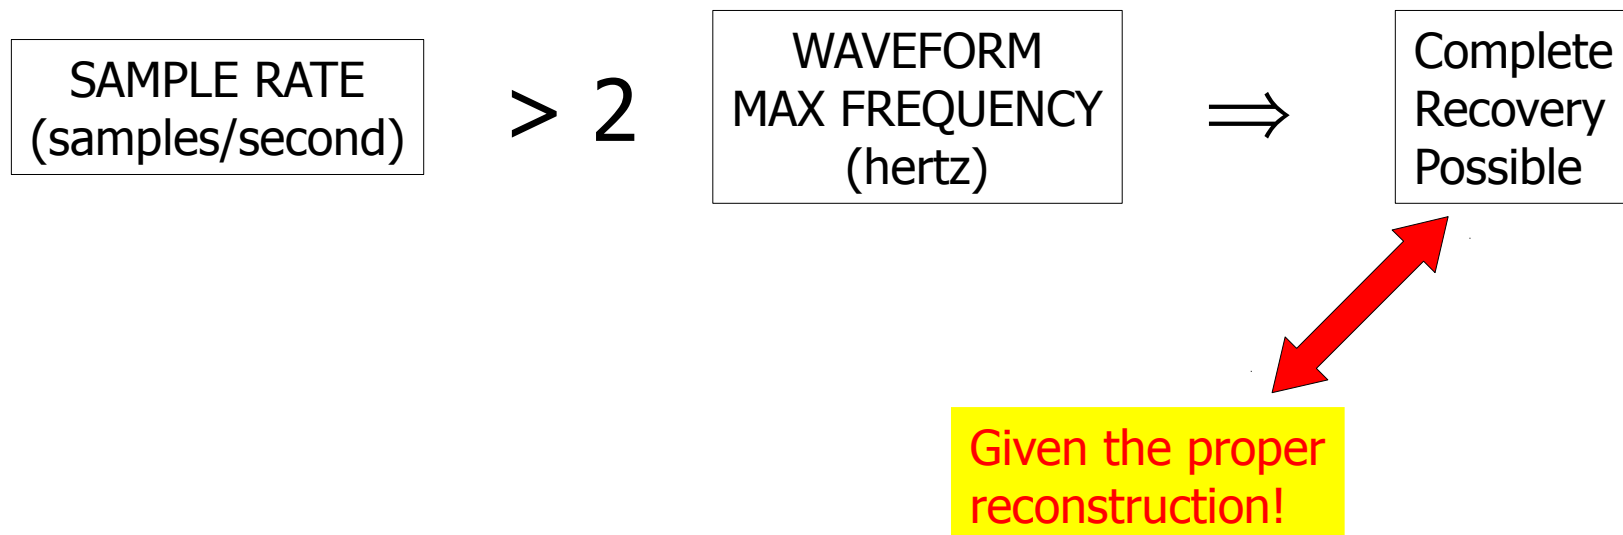 SAMPLE RATE
(samples/second)
> 2
WAVEFORM
MAX FREQUENCY
(hertz)
⇒
Complete
Recovery
Possible
Given the proper
reconstruction!